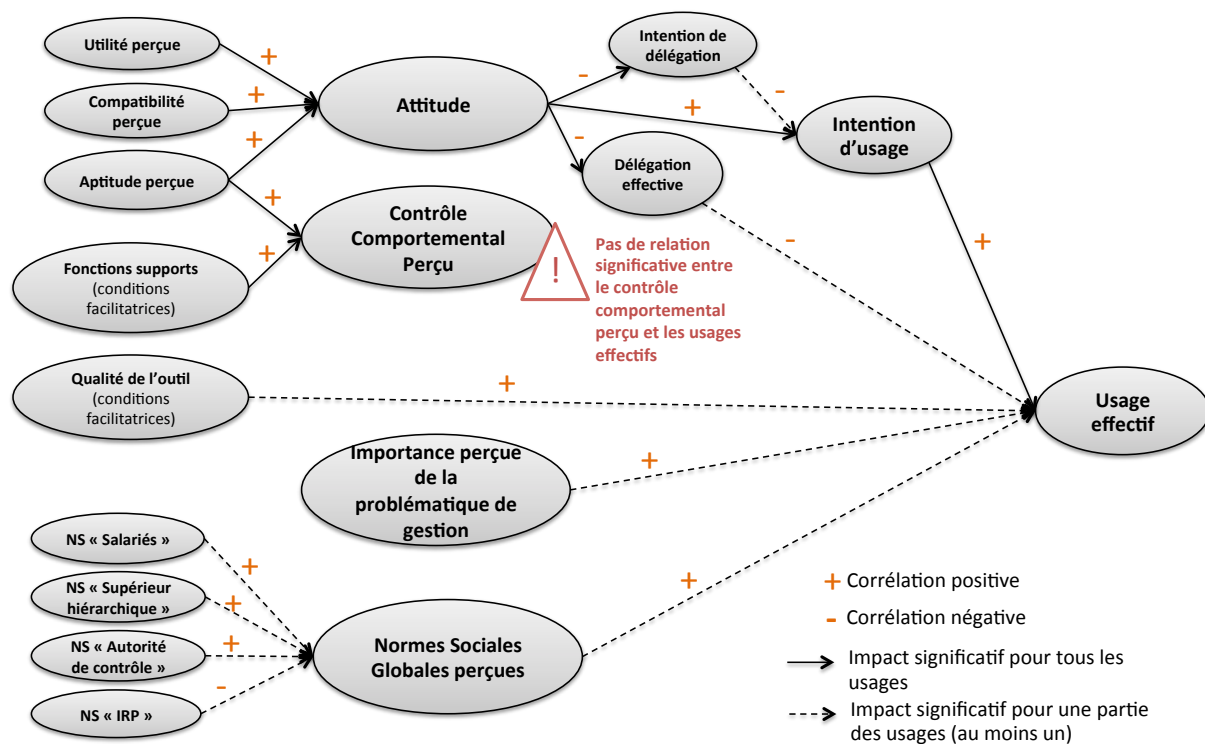 Utilité perçue
+
Compatibilité
perçue
+
Aptitude perçue
+
+
Fonctions supports
(conditions
facilitatrices)
+
Qualité de l'outil
(conditions
facilitatrices)
+
Attitude
Contrôle
Comportemental
Perçu
!
Pas de relation
significative entre
le contrôle
comportemental
perçu et les usages
effectifs
-
+
-
Intention de
délégation
-
Délégation
effective
-
Intention
d'usage
+
Usage
effectif
Importance perçue
de la
problématique de
gestion
+
NS « Salariés »
+
NS « Supérieur
hiérarchique »
+
NS « Autorité
de contrôle »
+
NS « IRP »
-
Normes Sociales
Globales perçues
+
+ Corrélation positive
- Corrélation négative
Impact significatif pour tous les
usages
Impact significatif pour une partie
des usages (au moins un)